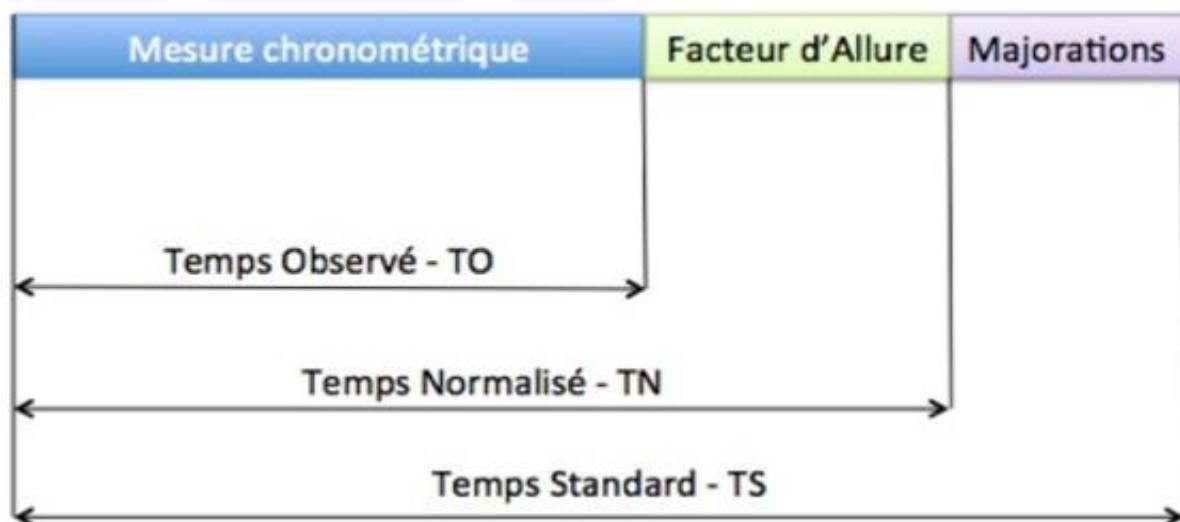 Mesure chronométrique Facteur d'Allure Majorations
Temps Observé - TO
Temps Normalisé - TN
Temps Standard - TS